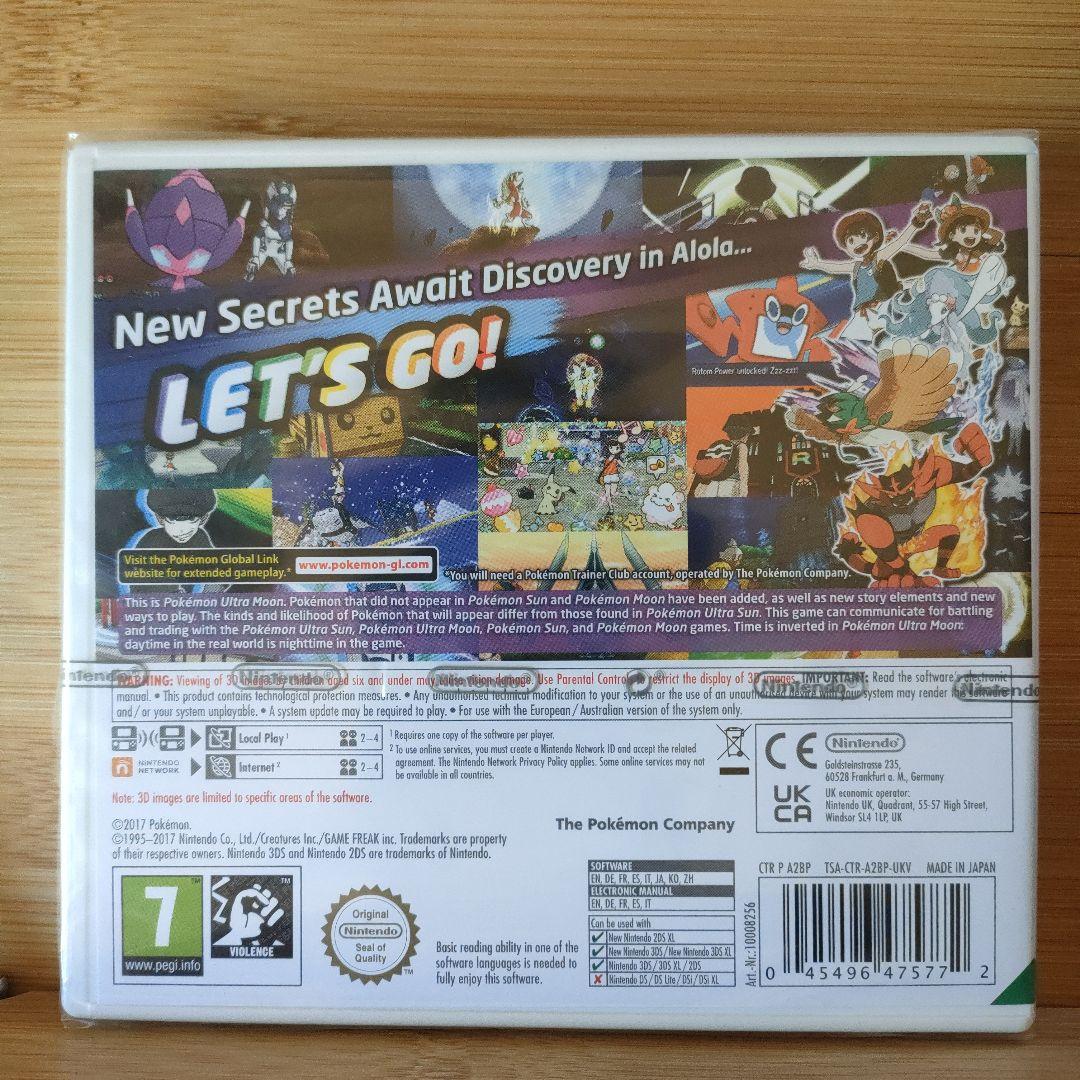 New Secrets Await Discovery in Alola...
LET'S GO!
Rotom Power unlocked! Zzz-zzt!
R
Visit the Pokémon Global Link
website for extended gameplay.*
www.pokemon-gl.com
*You will need a Pokémon Trainer Club account, operated by The Pokémon Company.
This is Pokémon Ultra Moon. Pokémon that did not appear in Pokémon Sun and Pokémon Moon have been added, as well as new story elements and new
ways to play. The kinds and likelihood of Pokémon that will appear differ from those found in Pokémon Ultra Sun. This game can communicate for battling
and trading with the Pokémon Ultra Sun, Pokémon Ultra Moon, Pokémon Sun, and Pokémon Moon games. Time is inverted in Pokémon Ultra Moon:
daytime in the real world is nighttime in the game.
WARNING: Viewing of 3D images by children aged six and under may cause vision damage. Use Parental Control to restrict the display of 3D images. IMPORTANT: Read the software's electronic
manual. • This product contains technological protection measures. • Any unauthorised technical modification to your system or the use of an unauthorised device with your system may render the
and/or your system unplayable. • A system update may be required to play. • For use with the European/Australian version of the system only.
Nintendo
Local Play¹
2–4
NINTENDO
NETWORK
Internet²
2–4
¹ Requires one copy of the software per player.
² To use online services, you must create a Nintendo Network ID and accept the related
agreement. The Nintendo Network Privacy Policy applies. Some online services may not
be available in all countries.
Note: 3D images are limited to specific areas of the software.
CE
UK
CA
Nintendo®
Goldsteinstrasse 235,
60528 Frankfurt a. M., Germany
UK economic operator:
Nintendo UK, Quadrant, 55-57 High Street,
Windsor SL4 1LP, UK
©2017 Pokémon.
©1995–2017 Nintendo Co., Ltd./Creatures Inc./GAME FREAK inc. Trademarks are property
of their respective owners. Nintendo 3DS and Nintendo 2DS are trademarks of Nintendo.
The Pokémon Company
7
™
www.pegi.info
™
VIOLENCE
Original
Nintendo
Seal of
Quality
™
Basic reading ability in one of the
software languages is needed to
fully enjoy this software.
SOFTWARE
EN, DE, FR, ES, IT, JA, KO, ZH
ELECTRONIC MANUAL
EN, DE, FR, ES, IT
Can be used with
New Nintendo 2DS XL
New Nintendo 3DS/New Nintendo 3DS XL
Nintendo 3DS/3DS XL/2DS
Nintendo DS/DS Lite/DSi/DSi XL
Art.-Nr.:10008256
CTR P A2BP TSA-CTR-A2BP-UKV MADE IN JAPAN
0 45496 47577 2